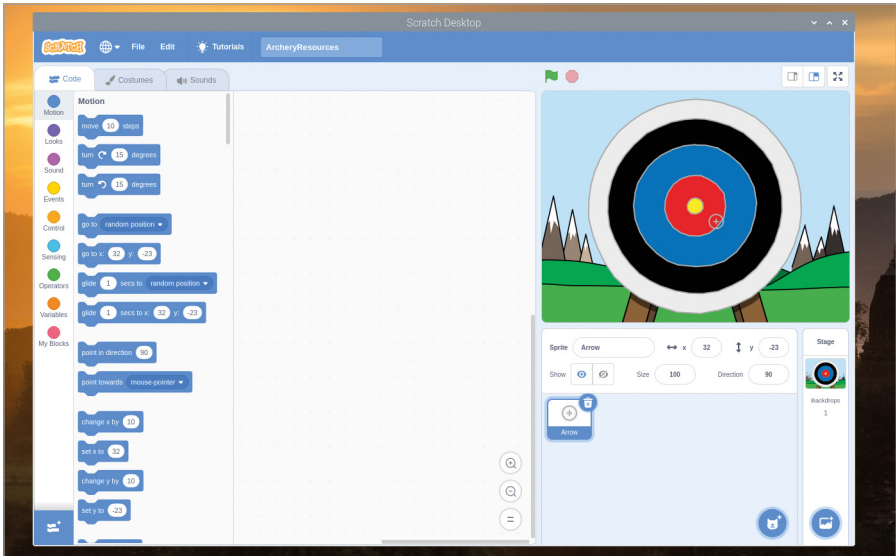 Scratch Desktop
SCRATCH
File Edit Tutorials ArcheryResources
Code Costumes Sounds
Motion
Looks
Sound
Events
Control
Sensing
Operators
Variables
My Blocks
Motion
move 10 steps
turn 15 degrees
turn 15 degrees
go to random position
go to x: 32 y: -23
glide 1 secs to random position
glide 1 secs to x: 32 y: -23
point in direction 90
point towards mouse-pointer
change x by 10
set x to 32
change y by 10
set y to -23
Sprite Arrow x 32 y -23
Show Size 100 Direction 90
Arrow
Stage
Backdrops
1